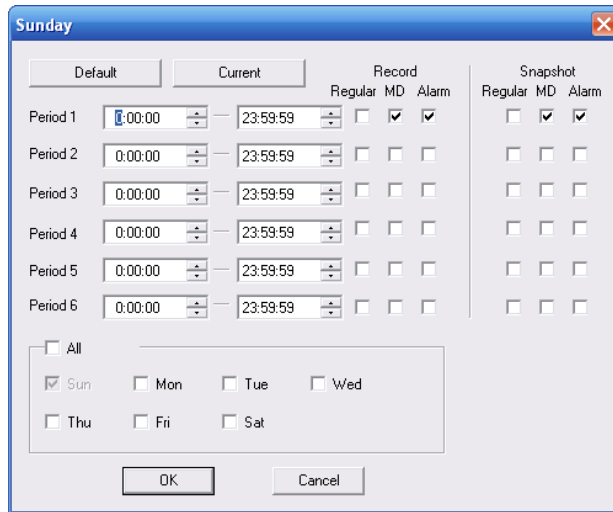 Sunday
Default Current Record Snapshot
Regular MD Alarm Regular MD Alarm
Period 1 0:00:00 23:59:59
Period 2 0:00:00 23:59:59
Period 3 0:00:00 23:59:59
Period 4 0:00:00 23:59:59
Period 5 0:00:00 23:59:59
Period 6 0:00:00 23:59:59
All
Sun Mon Tue Wed
Thu Fri Sat
OK Cancel